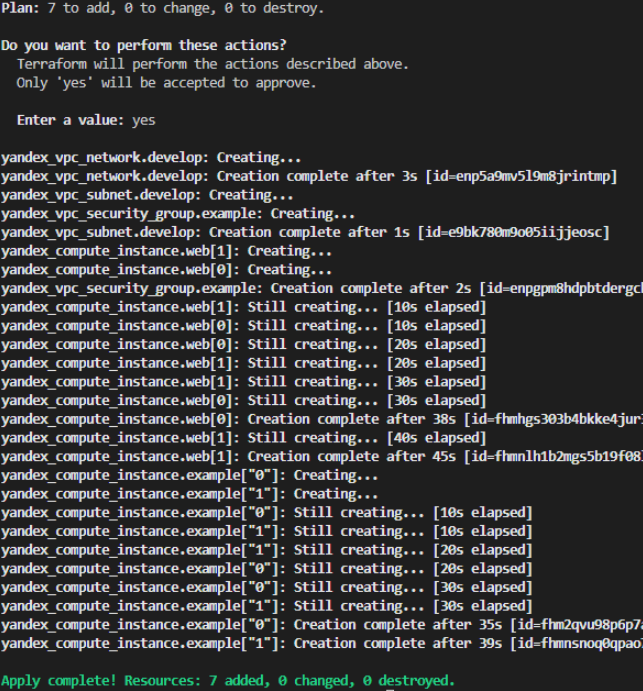 Plan: 7 to add, 0 to change, 0 to destroy.
Do you want to perform these actions?
Terraform will perform the actions described above.
Only 'yes' will be accepted to approve.
Enter a value: yes
yandex_vpc_network.develop: Creating...
yandex_vpc_network.develop: Creation complete after 3s [id=enp5a9mv5l9m8jrintmp]
yandex_vpc_subnet.develop: Creating...
yandex_vpc_security_group.example: Creating...
yandex_vpc_subnet.develop: Creation complete after 1s [id=e9bk780m9o05iijjeosc]
yandex_compute_instance.web[1]: Creating...
yandex_compute_instance.web[0]: Creating...
yandex_vpc_security_group.example: Creation complete after 2s [id=enpgpm8hdpbtdergcl
yandex_compute_instance.web[1]: Still creating... [10s elapsed]
yandex_compute_instance.web[0]: Still creating... [10s elapsed]
yandex_compute_instance.web[0]: Still creating... [20s elapsed]
yandex_compute_instance.web[1]: Still creating... [20s elapsed]
yandex_compute_instance.web[1]: Still creating... [30s elapsed]
yandex_compute_instance.web[0]: Still creating... [30s elapsed]
yandex_compute_instance.web[0]: Creation complete after 38s [id=fhmhgs303b4bkke4jur
yandex_compute_instance.web[1]: Still creating... [40s elapsed]
yandex_compute_instance.web[1]: Creation complete after 45s [id=fhmnlh1b2mgs5b19f08
yandex_compute_instance.example["0"]: Creating...
yandex_compute_instance.example["1"]: Creating...
yandex_compute_instance.example["0"]: Still creating... [10s elapsed]
yandex_compute_instance.example["1"]: Still creating... [10s elapsed]
yandex_compute_instance.example["1"]: Still creating... [20s elapsed]
yandex_compute_instance.example["0"]: Still creating... [20s elapsed]
yandex_compute_instance.example["0"]: Still creating... [30s elapsed]
yandex_compute_instance.example["1"]: Still creating... [30s elapsed]
yandex_compute_instance.example["0"]: Creation complete after 35s [id=fhm2qvu98p6p7a
yandex_compute_instance.example["1"]: Creation complete after 39s [id=fhmnsnoq0qpao
Apply complete! Resources: 7 added, 0 changed, 0 destroyed.